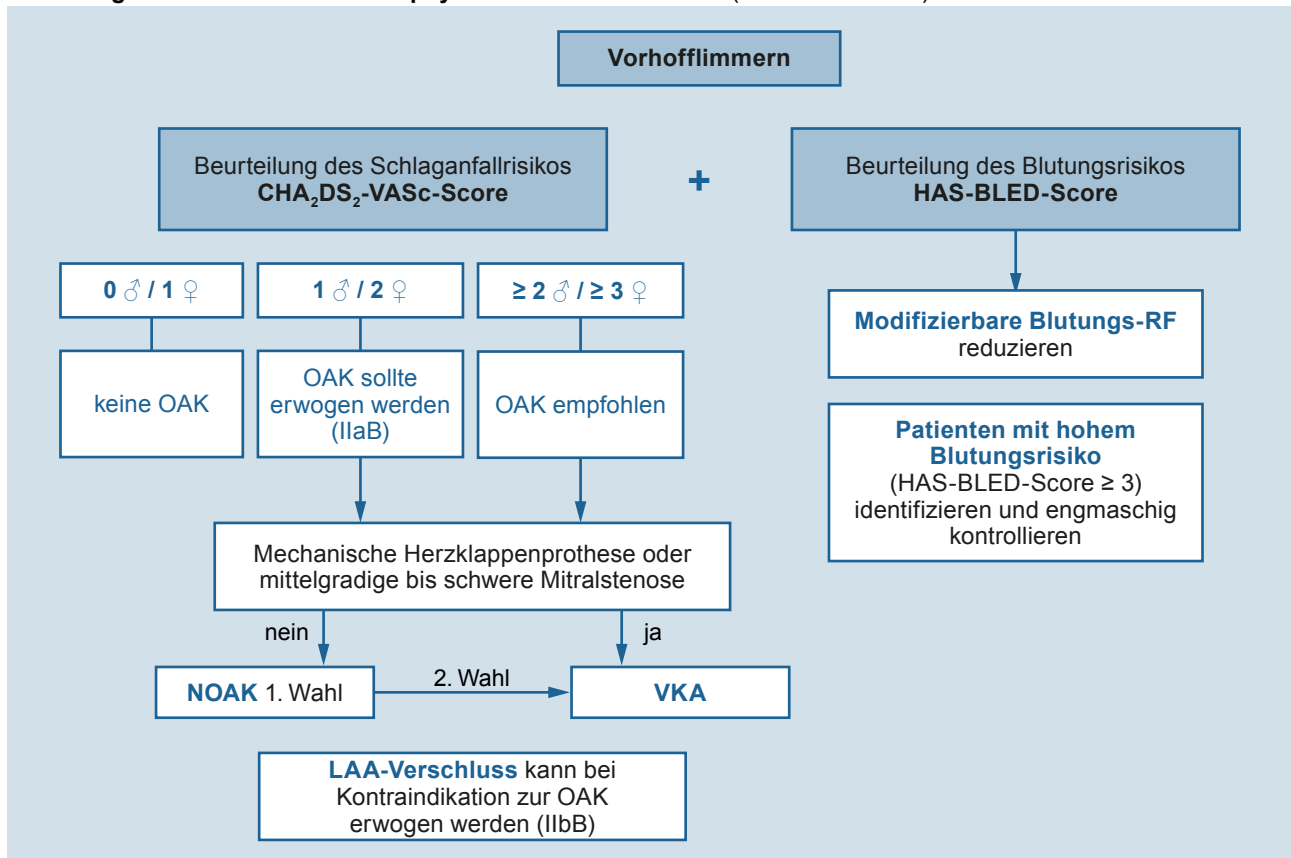 Vorhofflimmern
Beurteilung des Schlaganfallrisikos
CHA₂DS₂-VASc-Score
+
Beurteilung des Blutungsrisikos
HAS-BLED-Score
0 ♂ / 1 ♀
1 ♂ / 2 ♀
≥ 2 ♂ / ≥ 3 ♀
keine OAK
OAK sollte
erwogen werden
(IIaB)
OAK empfohlen
Modifizierbare Blutungs-RF
reduzieren
Patienten mit hohem
Blutungsrisiko
(HAS-BLED-Score ≥ 3)
identifizieren und engmaschig
kontrollieren
Mechanische Herzklappenprothese oder
mittelgradige bis schwere Mitralstenose
nein
ja
NOAK 1. Wahl
2. Wahl
VKA
LAA-Verschluss kann bei
Kontraindikation zur OAK
erwogen werden (IIbB)